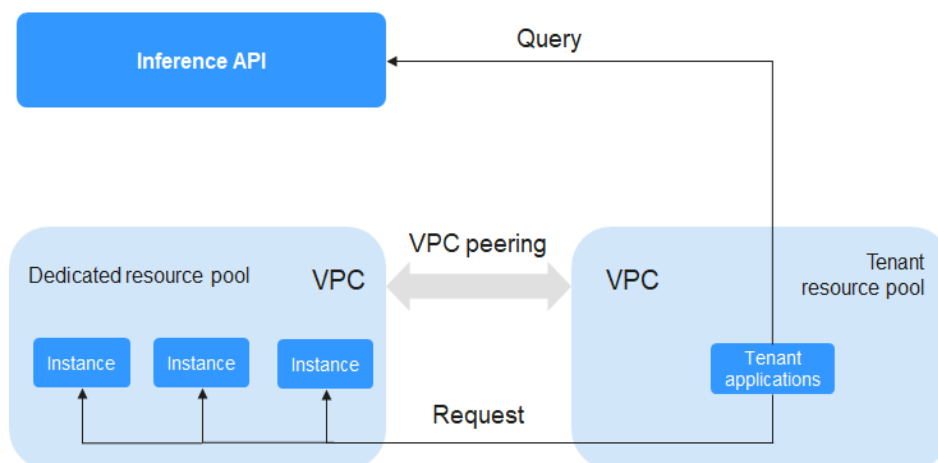 Query
Inference API
VPC peering
Dedicated resource pool
VPC
VPC
Tenant
resource pool
Instance
Instance
Instance
Tenant
applications
Request